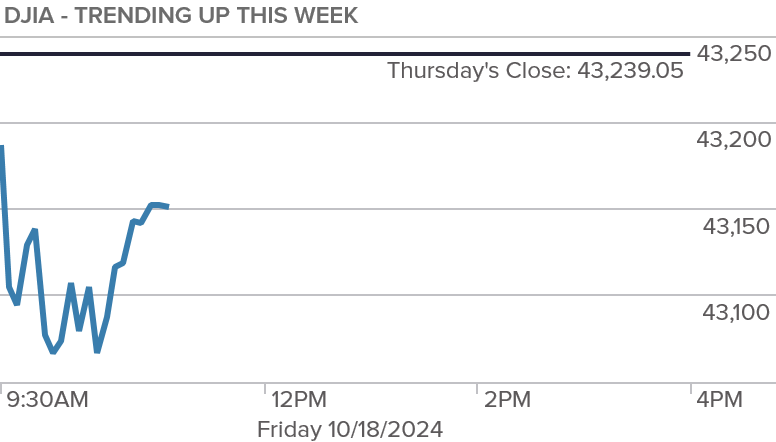 DJIA - TRENDING UP THIS WEEK
43,250
Thursday's Close: 43,239.05
43,200
43,150
43,100
9:30AM 12PM 2PM 4PM
Friday 10/18/2024